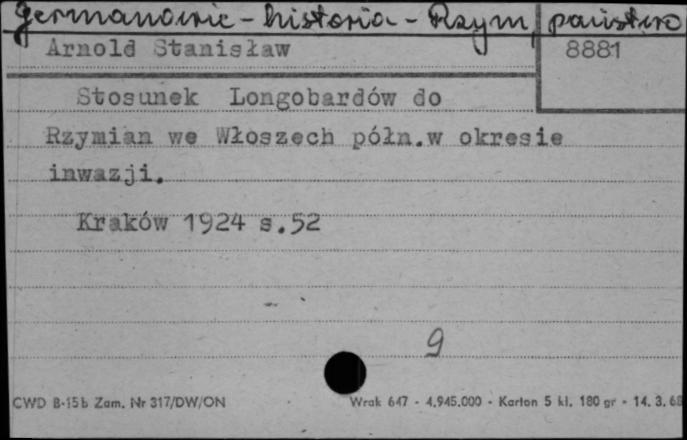 Germanowie - historia - Rzym, państwo
Arnold Stanisław
8881
Stosunek Longobardów do
Rzymian we Włoszech półn.w okresie
inwazji.
Kraków 1924 s.52
9
CWD B-15b Zam. Nr 317/DW/ON
Wrak 647 - 4.945.000 - Karton 5 kl. 180 gr - 14. 3. 68